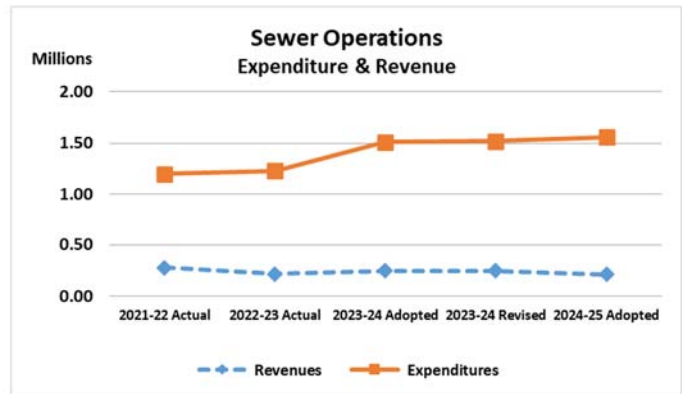 Sewer Operations
Expenditure & Revenue
Millions
2.00
1.50
1.00
0.50
0.00
2021-22 Actual 2022-23 Actual 2023-24 Adopted 2023-24 Revised 2024-25 Adopted
Revenues Expenditures